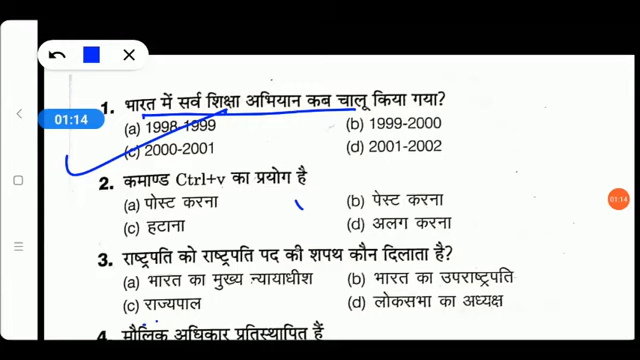 1. भारत में सर्व शिक्षा अभियान कब चालू किया गया?
01:14
(a) 1998-1999 (b) 1999-2000
(c) 2000-2001 (d) 2001-2002
2. कमाण्ड Ctrl+v का प्रयोग है
(a) पोस्ट करना (b) पेस्ट करना
01:14
(c) हटाना (d) अलग करना
3. राष्ट्रपति को राष्ट्रपति पद की शपथ कौन दिलाता है?
(a) भारत का मुख्य न्यायाधीश (b) भारत का उपराष्ट्रपति
(c) राज्यपाल (d) लोकसभा का अध्यक्ष
4. मौलिक अधिकार प्रतिस्थापित हैं